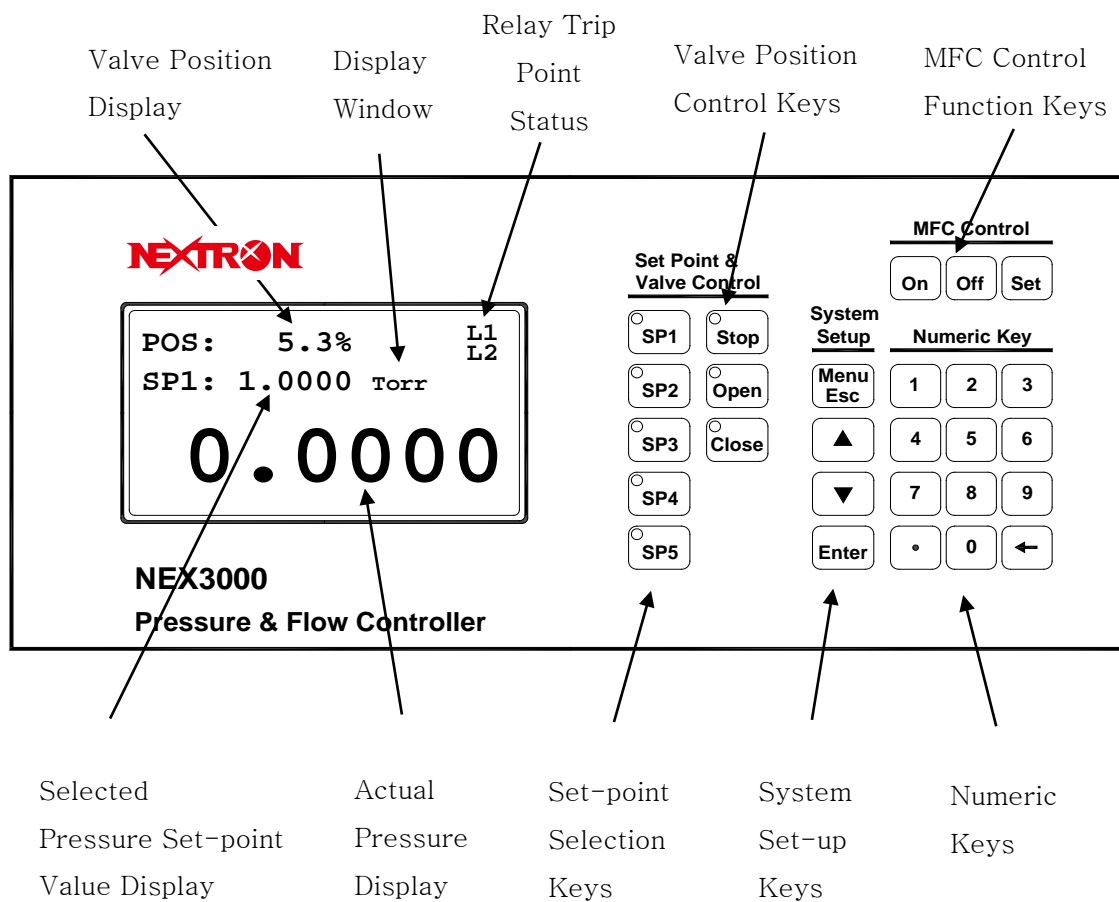 Valve Position
Display
Display
Window
Relay Trip
Point
Status
Valve Position
Control Keys
MFC Control
Function Keys
NEXTRON
POS: 5.3%
L1
L2
SP1: 1.0000 Torr
0.0000
NEX3000
Pressure & Flow Controller
Set Point &
Valve Control
SP1 Stop
SP2 Open
SP3 Close
SP4
SP5
System
Setup
Menu
Esc
▲
▼
Enter
MFC Control
On Off Set
Numeric Key
1 2 3
4 5 6
7 8 9
• 0 ←
Selected
Pressure Set-point
Value Display
Actual
Pressure
Display
Set-point
Selection
Keys
System
Set-up
Keys
Numeric
Keys